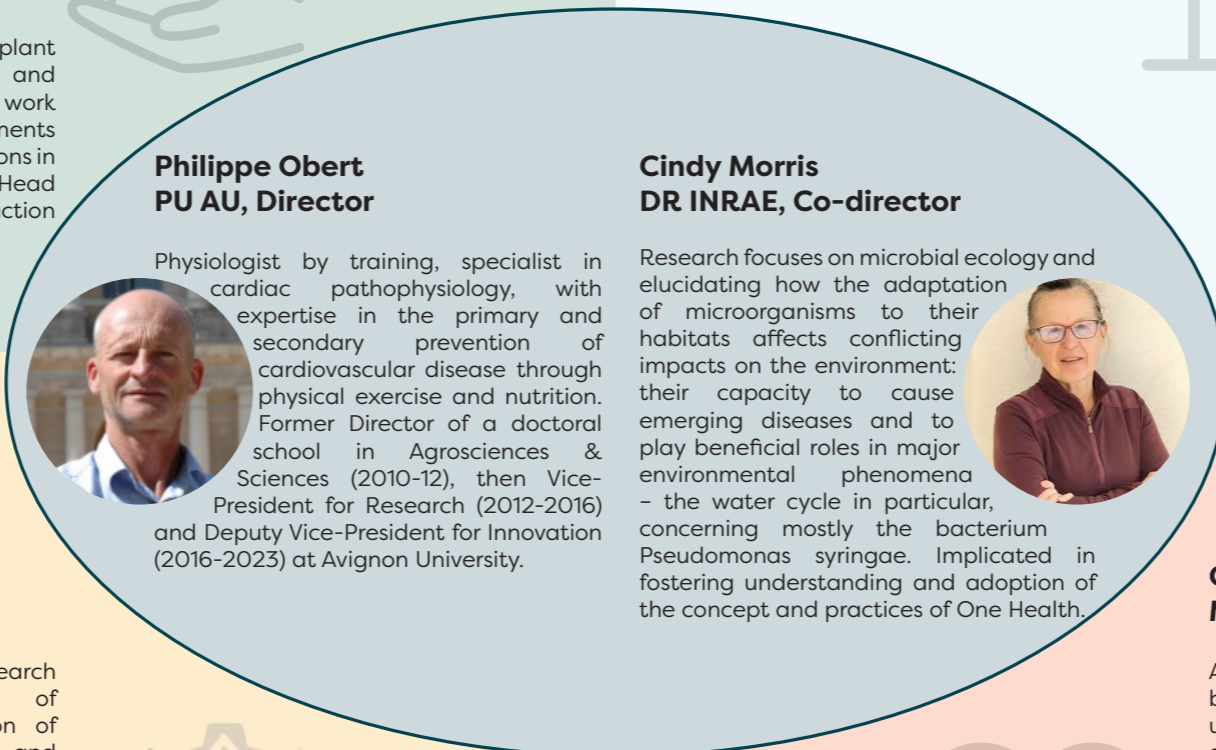 plant
and
work
ments
ons in
Head
ction
Philippe Obert
PU AU, Director
Physiologist by training, specialist in
cardiac pathophysiology, with
expertise in the primary and
secondary prevention of
cardiovascular disease through
physical exercise and nutrition.
Former Director of a doctoral
school in Agrosciences &
Sciences (2010-12), then Vice-
President for Research (2012-2016)
and Deputy Vice-President for Innovation
(2016-2023) at Avignon University.
Cindy Morris
DR INRAE, Co-director
Research focuses on microbial ecology and
elucidating how the adaptation
of microorganisms to their
habitats affects conflicting
impacts on the environment:
their capacity to cause
emerging diseases and to
play beneficial roles in major
environmental phenomena
– the water cycle in particular,
concerning mostly the bacterium
Pseudomonas syringae. Implicated in
fostering understanding and adoption of
the concept and practices of One Health.
earch
of
on of
and